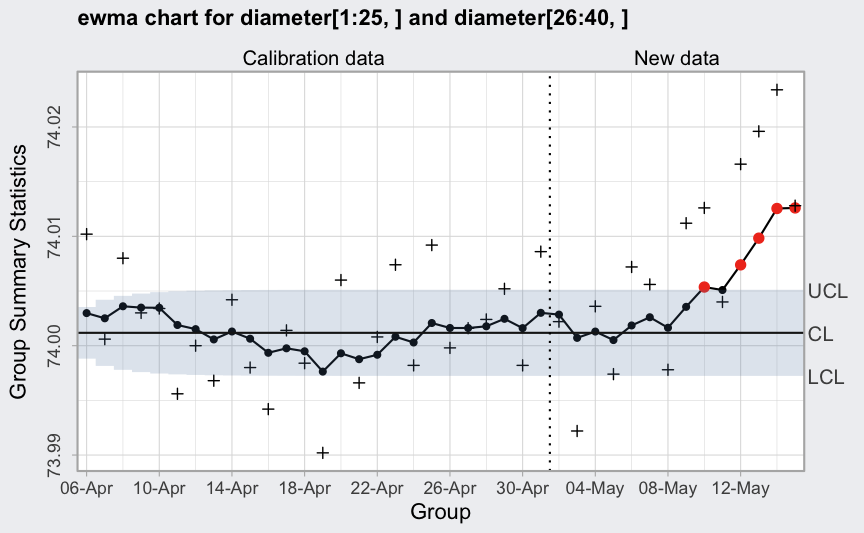 ewma chart for diameter[1:25, ] and diameter[26:40, ]
Calibration data
New data
Group Summary Statistics
74.02
74.01
74.00
73.99
UCL
CL
LCL
06-Apr 10-Apr 14-Apr 18-Apr 22-Apr 26-Apr 30-Apr 04-May 08-May 12-May
Group